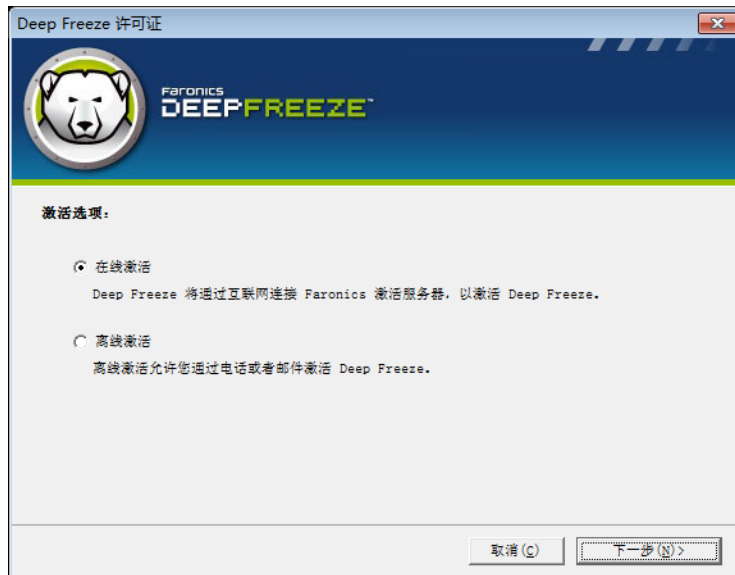 Deep Freeze 许可证
Faronics
DEEPFREEZE™
激活选项：
在线激活
Deep Freeze 将通过互联网连接 Faronics 激活服务器，以激活 Deep Freeze。
离线激活
离线激活允许您通过电话或者邮件激活 Deep Freeze。
取消(C) 下一步(N)>